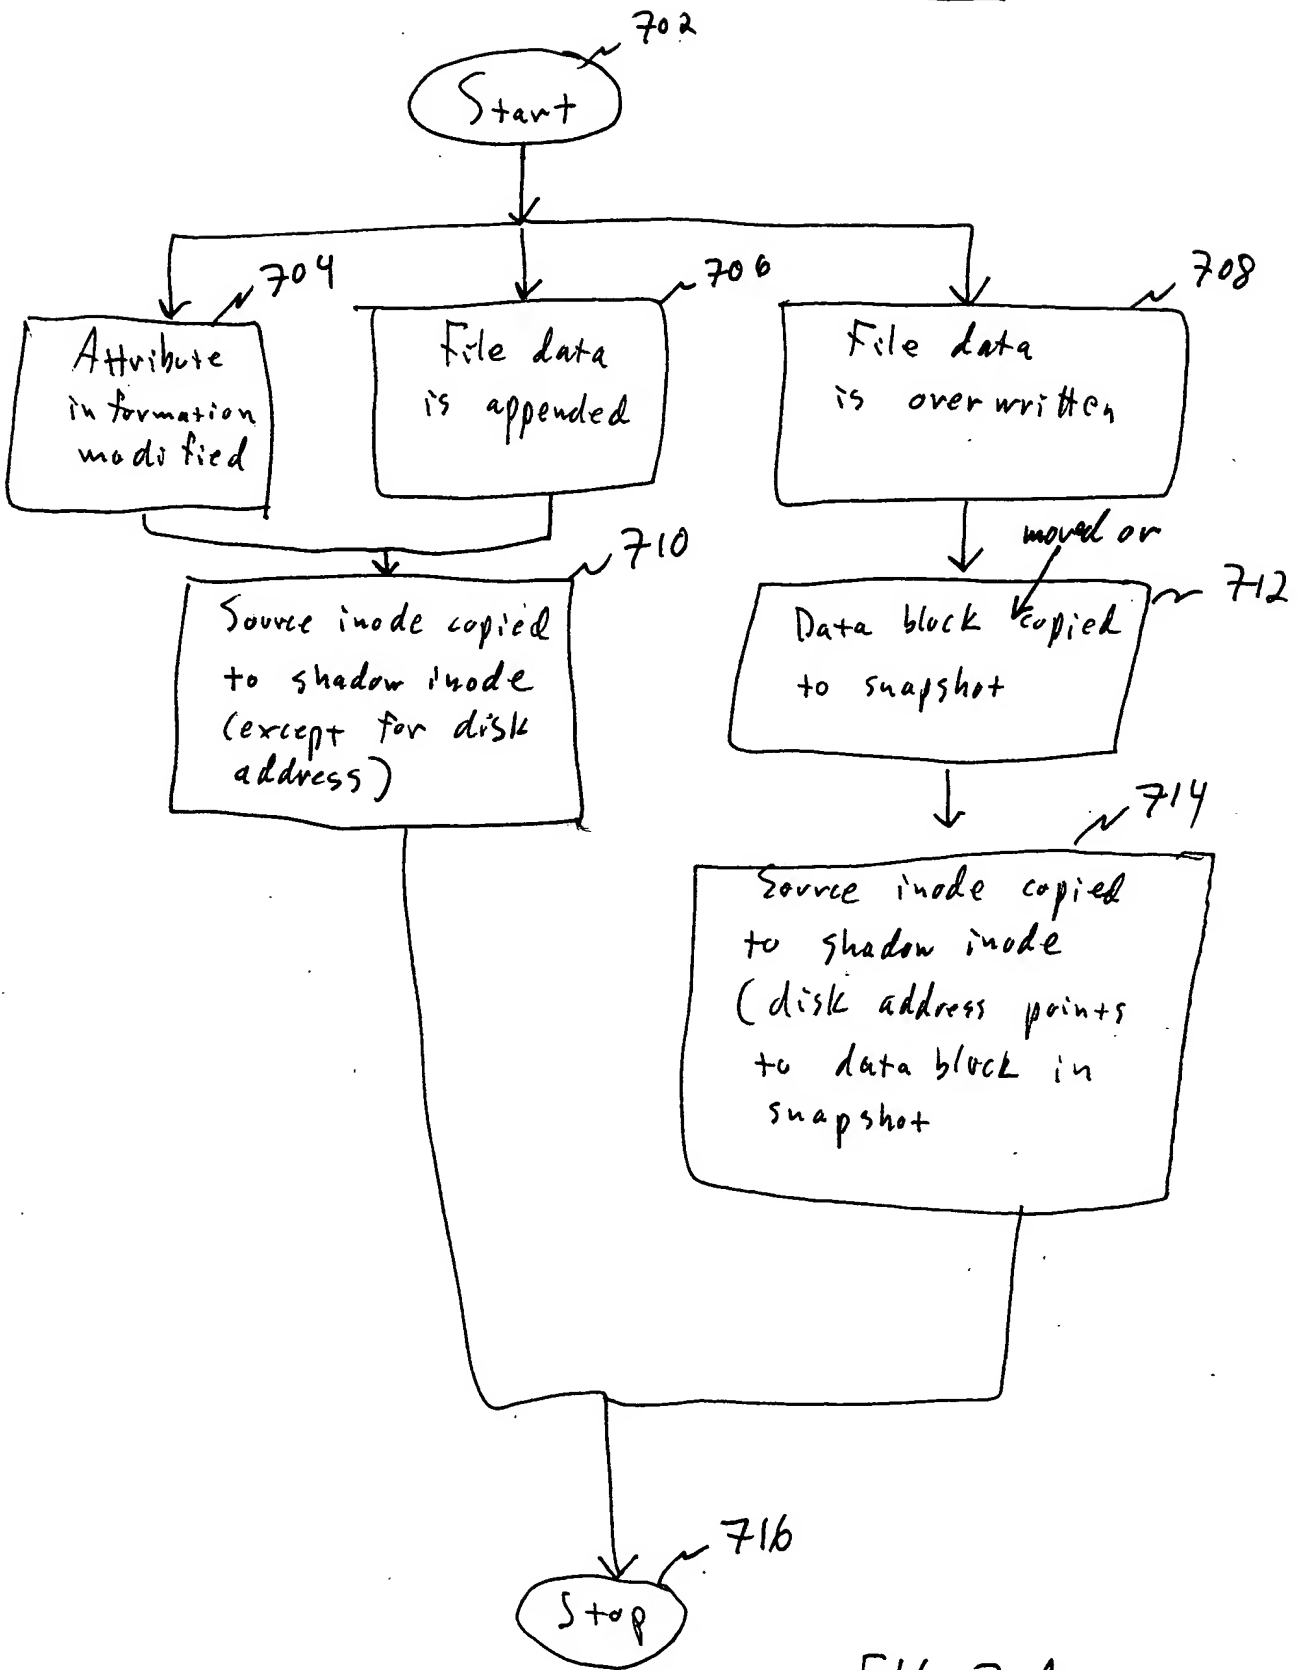 702
Start
704
706
708
Attribute
information
modified
File data
is appended
File data
is overwritten
710
moved or
712
Source inode copied
to shadow inode
(except for disk
address)
Data block copied
to snapshot
714
Source inode copied
to shadow inode
(disk address points
to data block in
snapshot
716
Stop